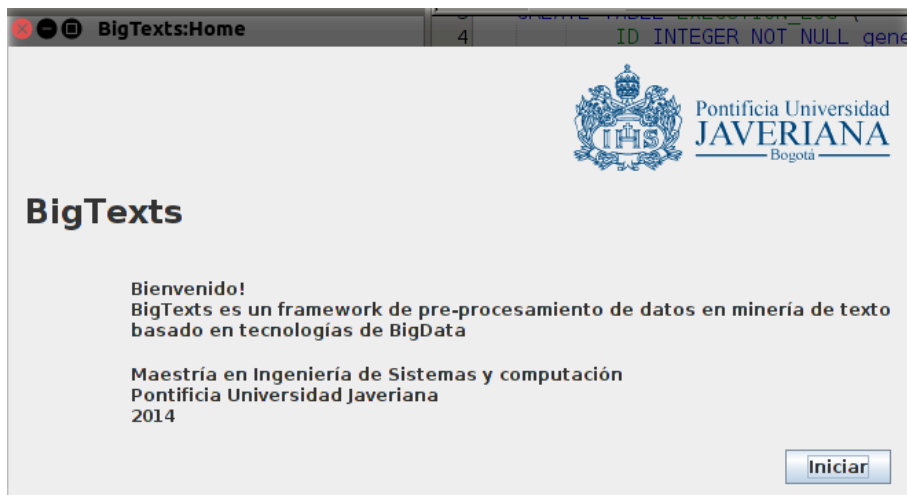 BigTexts:Home
4 ID INTEGER NOT NULL gene
IHS
Pontificia Universidad
JAVERIANA
Bogotá
BigTexts
Bienvenido!
BigTexts es un framework de pre-procesamiento de datos en minería de texto
basado en tecnologías de BigData
Maestría en Ingeniería de Sistemas y computación
Pontificia Universidad Javeriana
2014
Iniciar